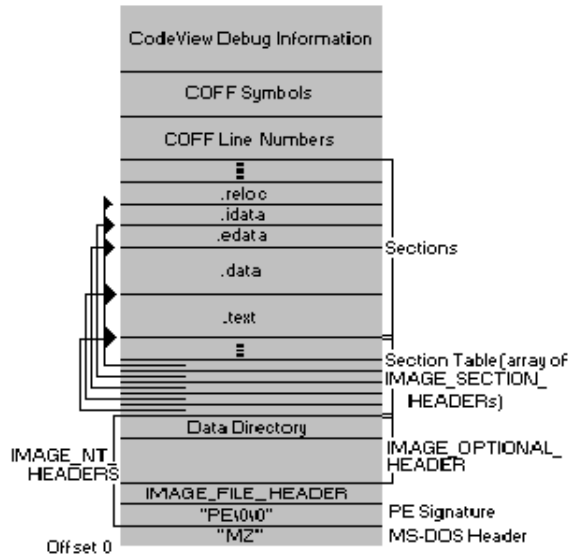 CodeView Debug Information
COFF Symbols
COFF Line Numbers
.reloc
.idata
.edata
.data
.text
Sections
Section Table(array of
IMAGE_SECTION_
HEADERs)
Data Directory
IMAGE_NT_
HEADERS
IMAGE_OPTIONAL_
HEADER
IMAGE_FILE_HEADER
"PE\0\0"
PE Signature
"MZ"
MS-DOS Header
Offset 0